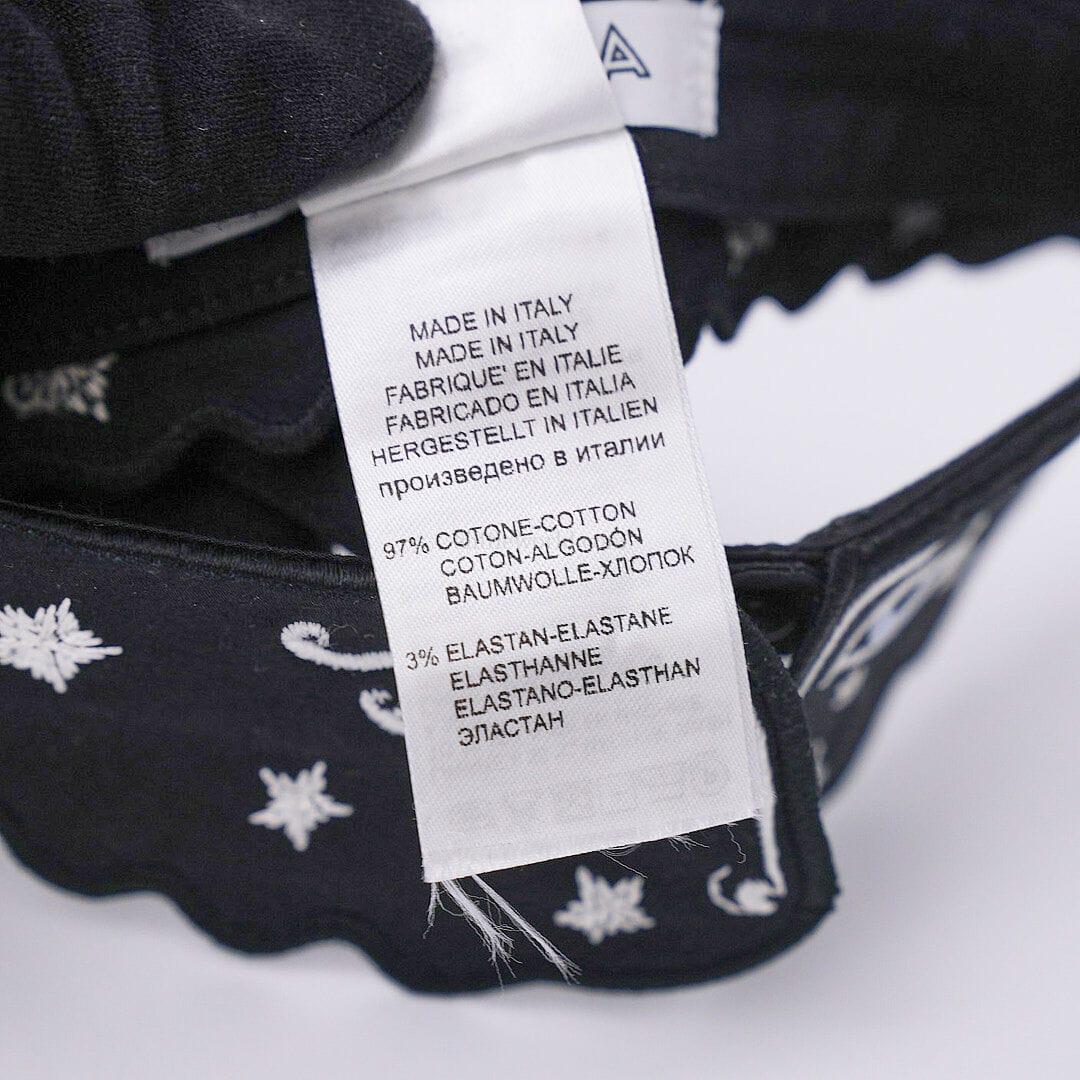 A
MADE IN ITALY
MADE IN ITALY
FABRIQUE' EN ITALIE
FABRICADO EN ITALIA
HERGESTELLT IN ITALIEN
произведено в италии
97% COTONE-COTTON
COTON-ALGODÓN
BAUMWOLLE-ХЛОПОК
3% ELASTAN-ELASTANE
ELASTHANNE
ELASTANO-ELASTHAN
ЭЛАСТАН